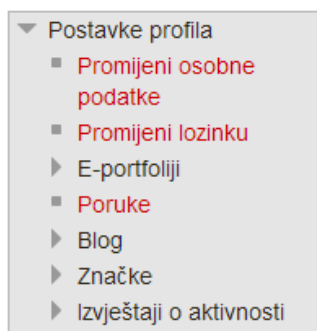 Postavke profila
Promijeni osobne
podatke
Promijeni lozinku
E-portfoliji
Poruke
Blog
Značke
Izvještaji o aktivnosti